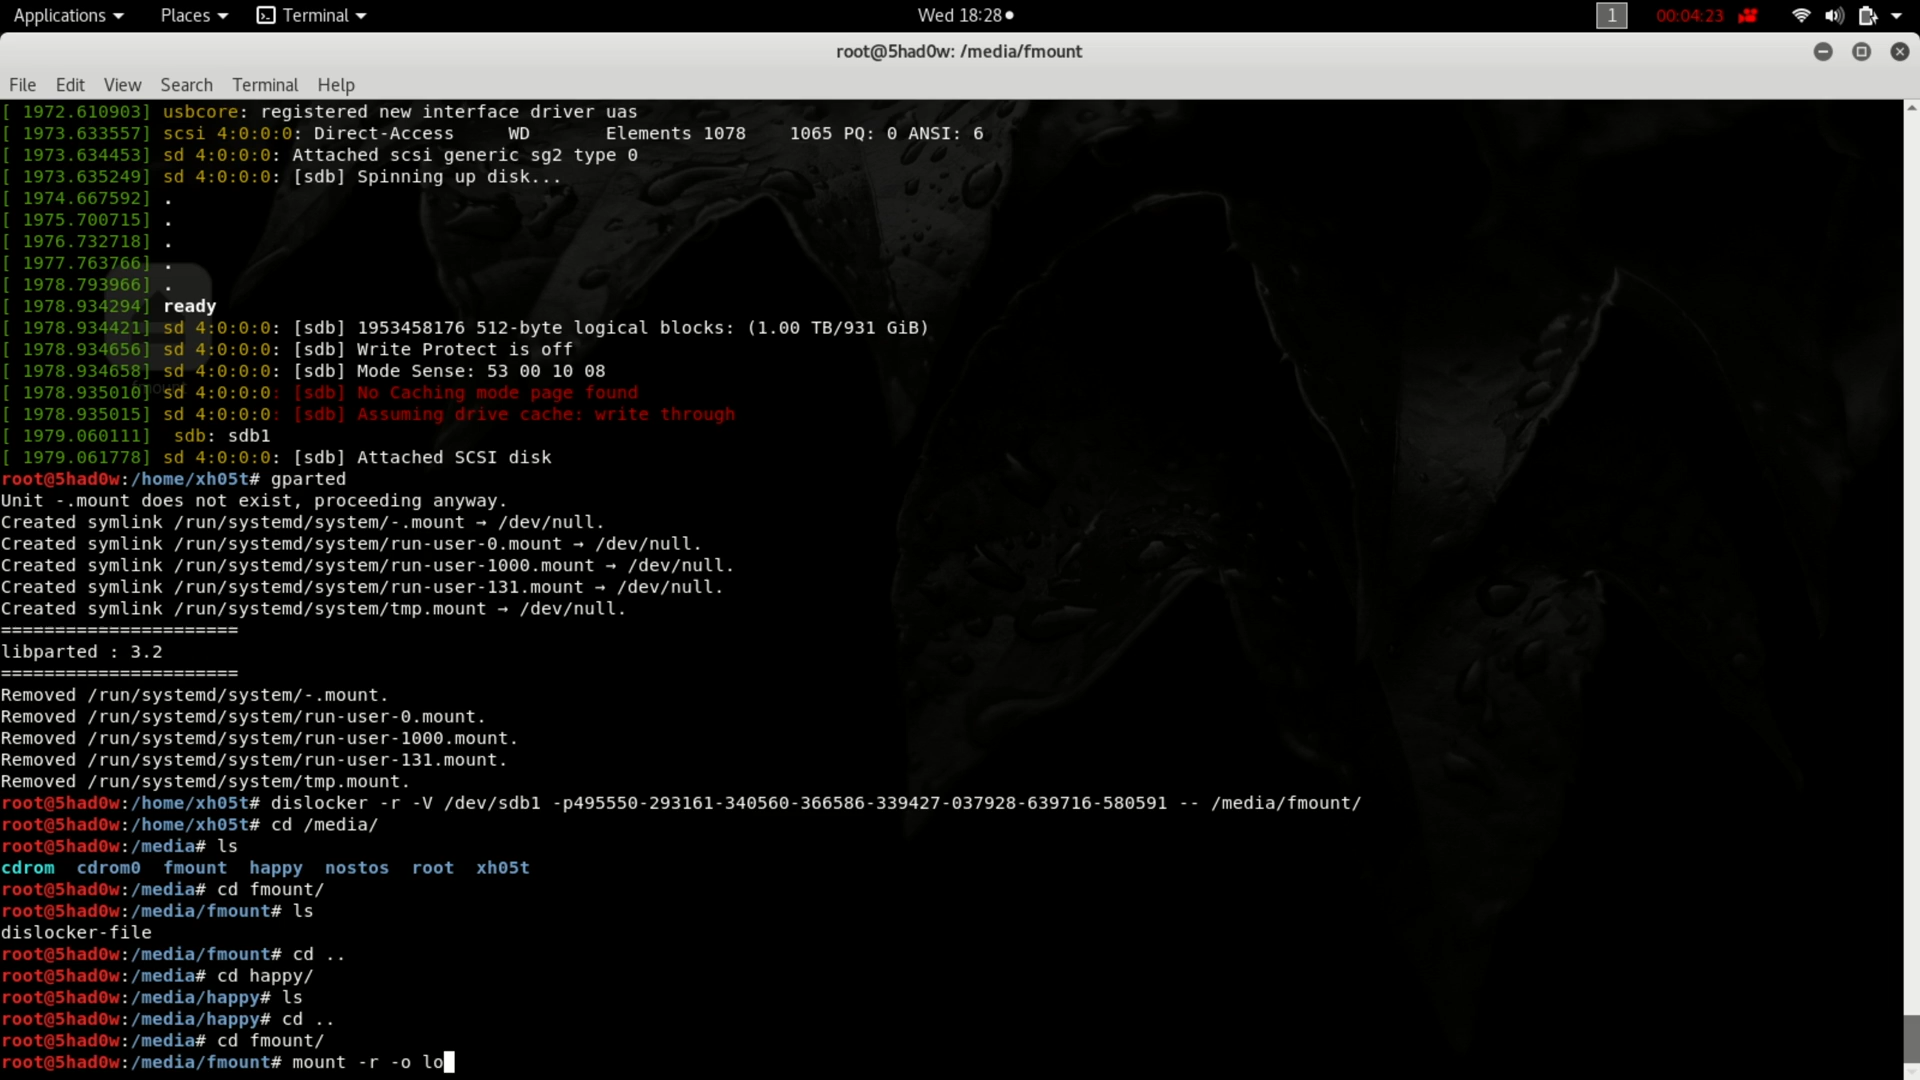 Applications Places Terminal Wed 18:28 1 00:04:23
root@5had0w: /media/fmount
File Edit View Search Terminal Help
[ 1972.610903] usbcore: registered new interface driver uas
[ 1973.633557] scsi 4:0:0:0: Direct-Access     WD       Elements 1078    1065 PQ: 0 ANSI: 6
[ 1973.634453] sd 4:0:0:0: Attached scsi generic sg2 type 0
[ 1973.635249] sd 4:0:0:0: [sdb] Spinning up disk...
[ 1974.667592] .
[ 1975.700715] .
[ 1976.732718] .
[ 1977.763766] .
[ 1978.793966] .
[ 1978.934294] ready
[ 1978.934421] sd 4:0:0:0: [sdb] 1953458176 512-byte logical blocks: (1.00 TB/931 GiB)
[ 1978.934656] sd 4:0:0:0: [sdb] Write Protect is off
[ 1978.934658] sd 4:0:0:0: [sdb] Mode Sense: 53 00 10 08
[ 1978.935010] sd 4:0:0:0: [sdb] No Caching mode page found
[ 1978.935015] sd 4:0:0:0: [sdb] Assuming drive cache: write through
[ 1979.060111]  sdb: sdb1
[ 1979.061778] sd 4:0:0:0: [sdb] Attached SCSI disk
root@5had0w:/home/xh05t# gparted
Unit -.mount does not exist, proceeding anyway.
Created symlink /run/systemd/system/-.mount → /dev/null.
Created symlink /run/systemd/system/run-user-0.mount → /dev/null.
Created symlink /run/systemd/system/run-user-1000.mount → /dev/null.
Created symlink /run/systemd/system/run-user-131.mount → /dev/null.
Created symlink /run/systemd/system/tmp.mount → /dev/null.
======================
libparted : 3.2
======================
Removed /run/systemd/system/-.mount.
Removed /run/systemd/system/run-user-0.mount.
Removed /run/systemd/system/run-user-1000.mount.
Removed /run/systemd/system/run-user-131.mount.
Removed /run/systemd/system/tmp.mount.
root@5had0w:/home/xh05t# dislocker -r -V /dev/sdb1 -p495550-293161-340560-366586-339427-037928-639716-580591 -- /media/fmount/
root@5had0w:/home/xh05t# cd /media/
root@5had0w:/media# ls
cdrom  cdrom0  fmount  happy  nostos  root  xh05t
root@5had0w:/media# cd fmount/
root@5had0w:/media/fmount# ls
dislocker-file
root@5had0w:/media/fmount# cd ..
root@5had0w:/media# cd happy/
root@5had0w:/media/happy# ls
root@5had0w:/media/happy# cd ..
root@5had0w:/media# cd fmount/
root@5had0w:/media/fmount# mount -r -o lo